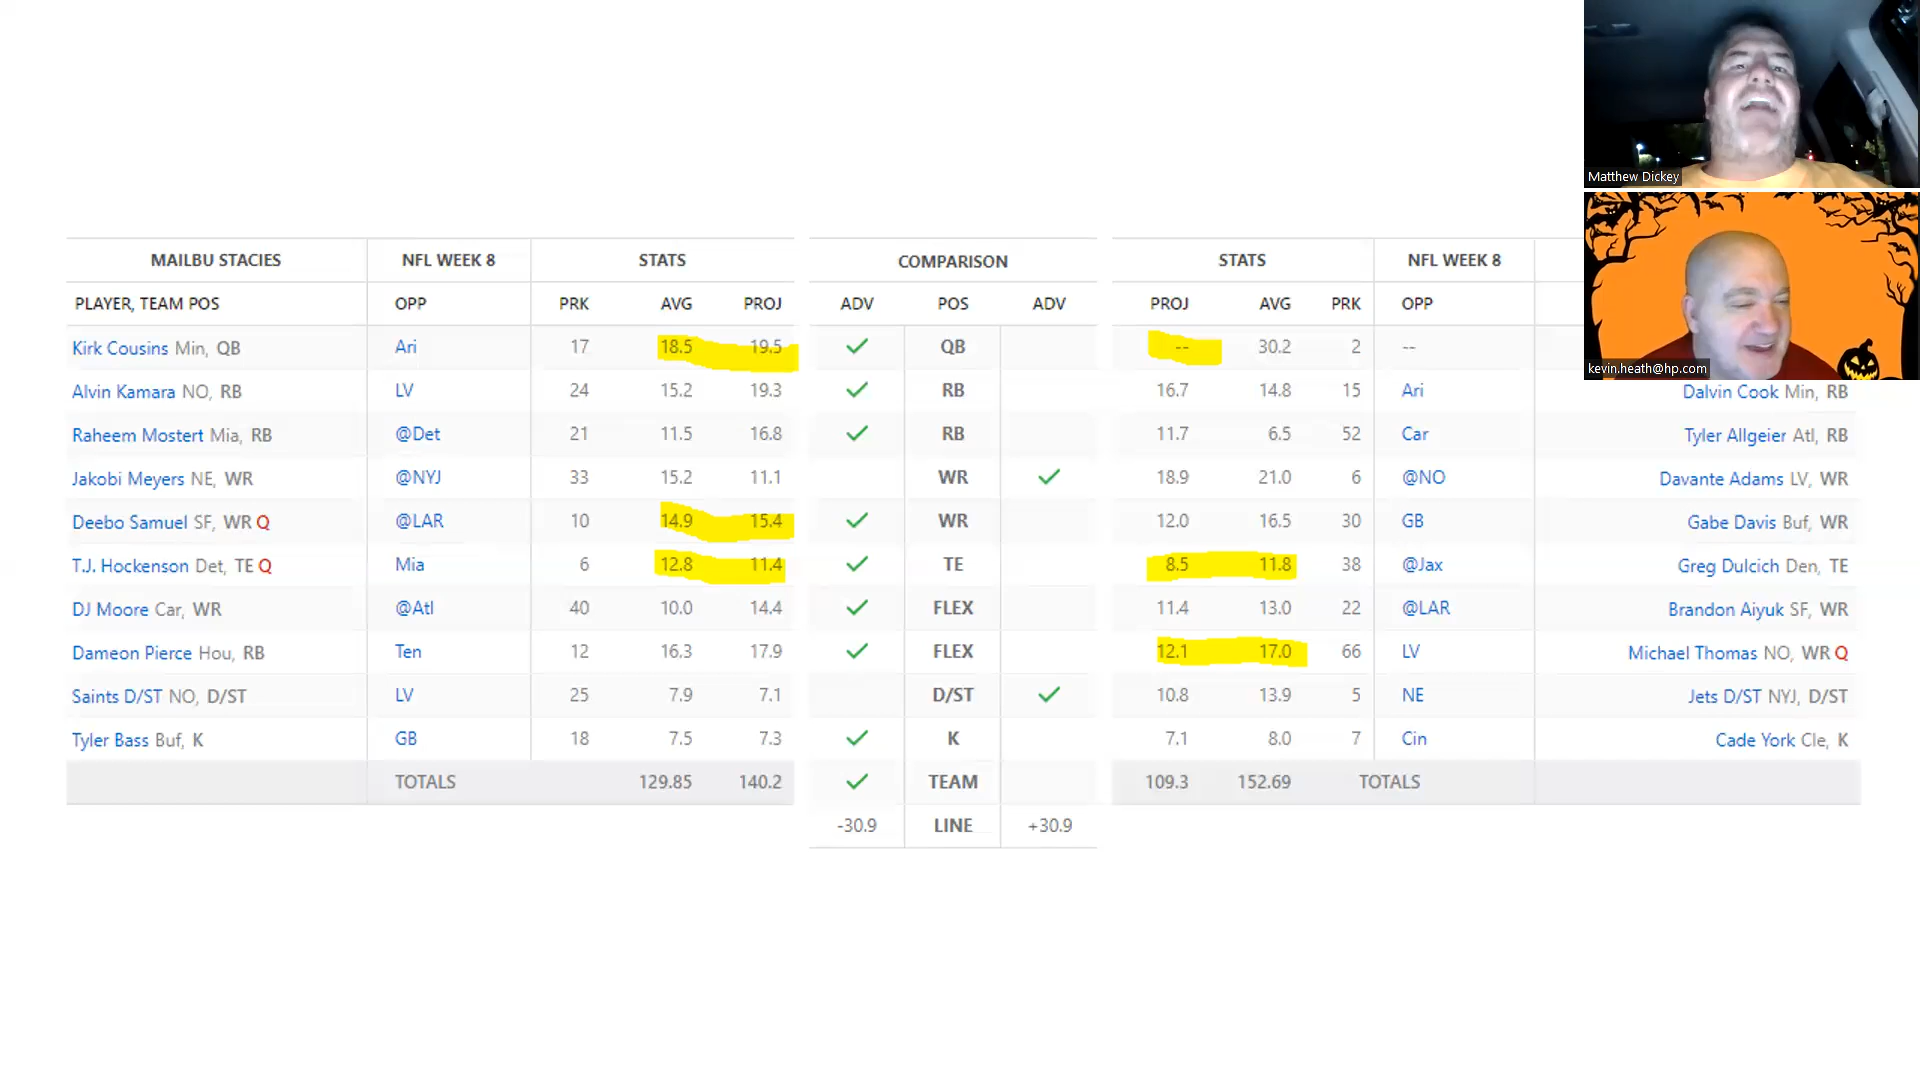 Matthew Dickey
kevin.heath@hp.com
MAILBU STACIES NFL WEEK 8 STATS COMPARISON STATS NFL WEEK 8
PLAYER, TEAM POS OPP PRK AVG PROJ ADV POS ADV PROJ AVG PRK OPP
Kirk Cousins Min, QB Ari 17 18.5 19.5 ✓ QB -- 30.2 2 --
Alvin Kamara NO, RB LV 24 15.2 19.3 ✓ RB 16.7 14.8 15 Ari Dalvin Cook Min, RB
Raheem Mostert Mia, RB @Det 21 11.5 16.8 ✓ RB 11.7 6.5 52 Car Tyler Allgeier Atl, RB
Jakobi Meyers NE, WR @NYJ 33 15.2 11.1 WR ✓ 18.9 21.0 6 @NO Davante Adams LV, WR
Deebo Samuel SF, WR Q @LAR 10 14.9 15.4 ✓ WR 12.0 16.5 30 GB Gabe Davis Buf, WR
T.J. Hockenson Det, TE Q Mia 6 12.8 11.4 ✓ TE 8.5 11.8 38 @Jax Greg Dulcich Den, TE
DJ Moore Car, WR @Atl 40 10.0 14.4 ✓ FLEX 11.4 13.0 22 @LAR Brandon Aiyuk SF, WR
Dameon Pierce Hou, RB Ten 12 16.3 17.9 ✓ FLEX 12.1 17.0 66 LV Michael Thomas NO, WR Q
Saints D/ST NO, D/ST LV 25 7.9 7.1 D/ST ✓ 10.8 13.9 5 NE Jets D/ST NYJ, D/ST
Tyler Bass Buf, K GB 18 7.5 7.3 ✓ K 7.1 8.0 7 Cin Cade York Cle, K
TOTALS 129.85 140.2 ✓ TEAM 109.3 152.69 TOTALS
-30.9 LINE +30.9